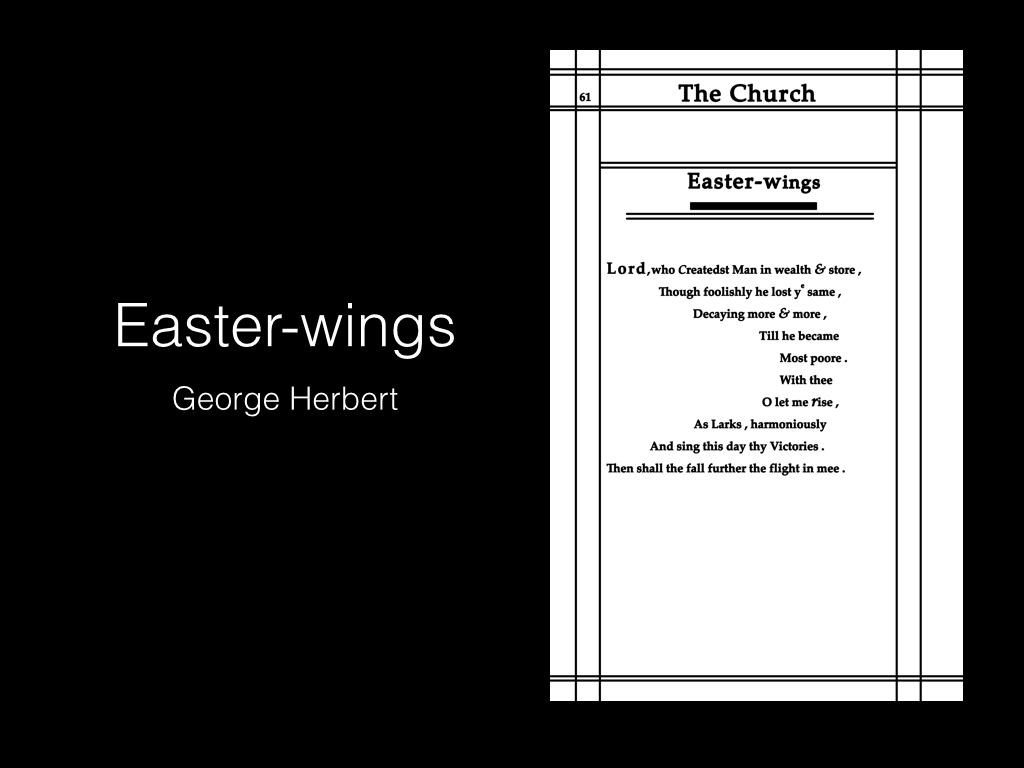 Easter-wings
George Herbert
61
The Church
Easter-wings
Lord,who Createdst Man in wealth & store ,
Though foolishly he lost yᵉ same ,
Decaying more & more ,
Till he became
Most poore .
With thee
O let me rise ,
As Larks , harmoniously
And sing this day thy Victories .
Then shall the fall further the flight in mee .